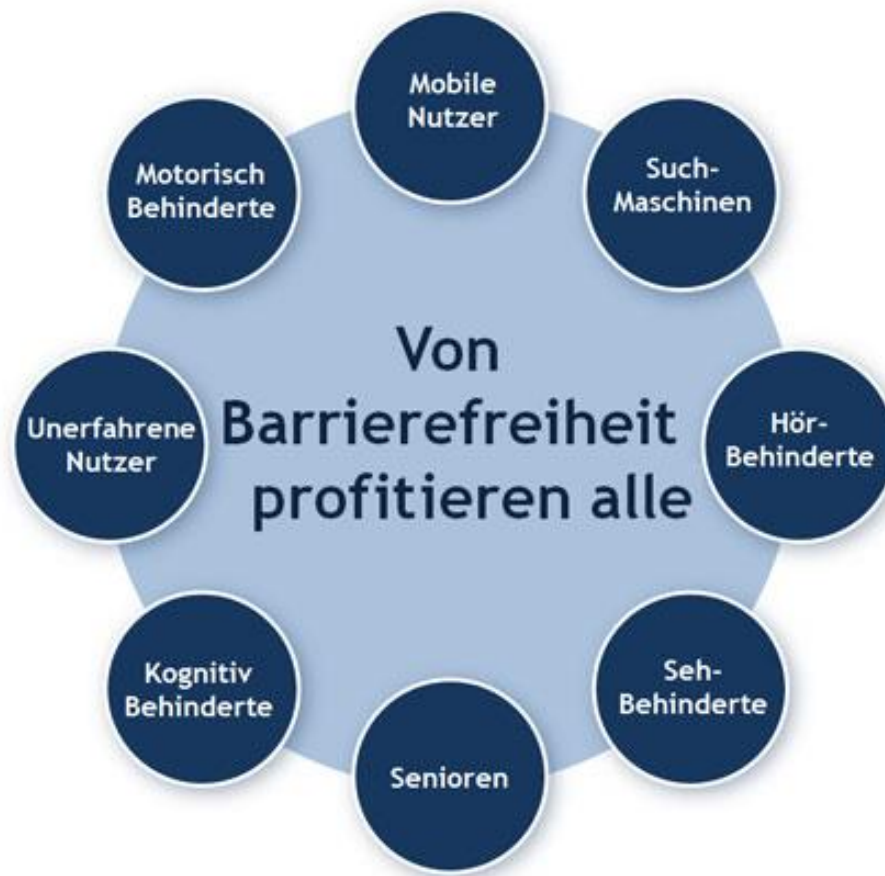 Mobile
Nutzer
Such-
Maschinen
Hör-
Behinderte
Seh-
Behinderte
Senioren
Kognitiv
Behinderte
Unerfahrene
Nutzer
Motorisch
Behinderte
Von
Barrierefreiheit
profitieren alle